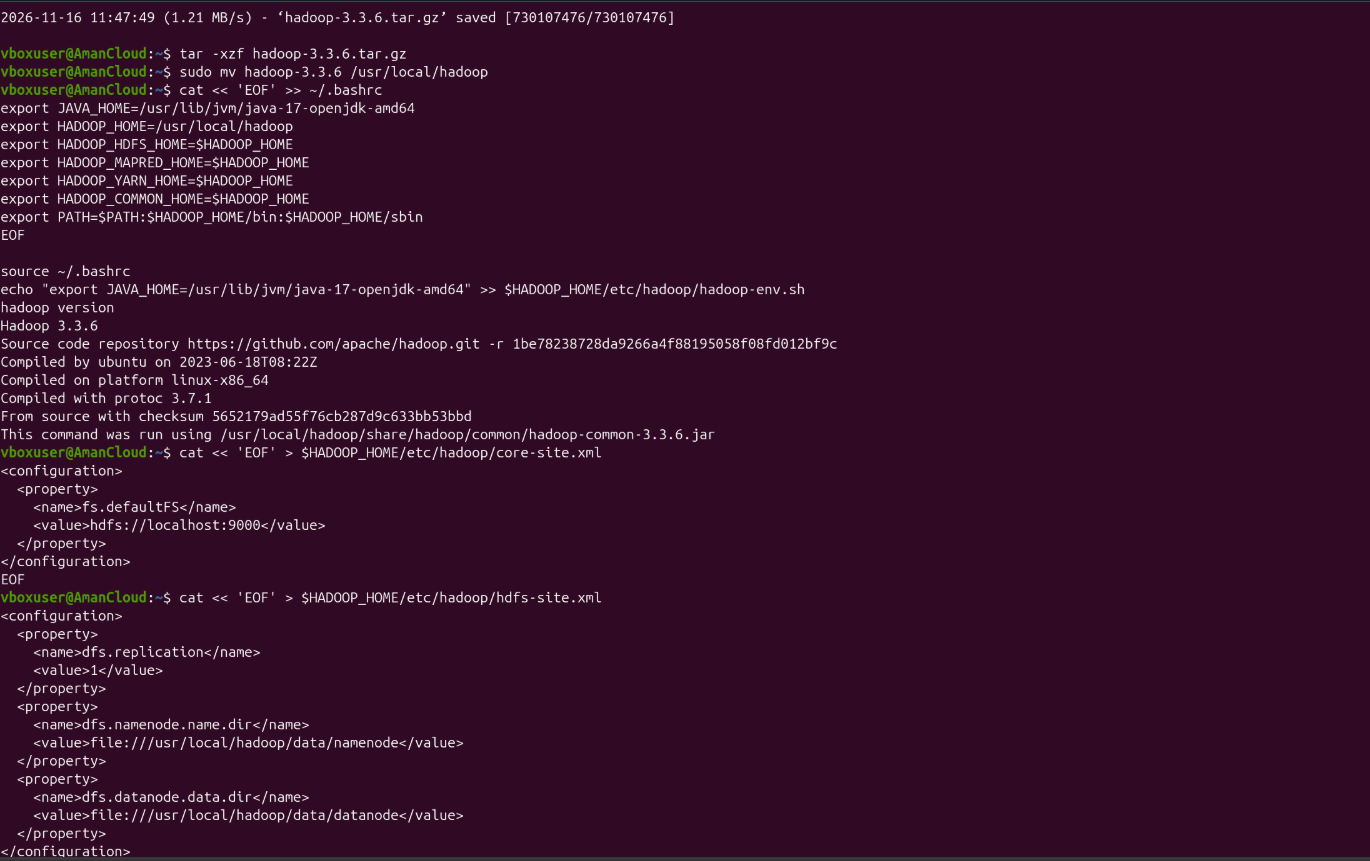 2026-11-16 11:47:49 (1.21 MB/s) - ‘hadoop-3.3.6.tar.gz’ saved [730107476/730107476]

vboxuser@AmanCloud:~$ tar -xzf hadoop-3.3.6.tar.gz
vboxuser@AmanCloud:~$ sudo mv hadoop-3.3.6 /usr/local/hadoop
vboxuser@AmanCloud:~$ cat << 'EOF' >> ~/.bashrc
export JAVA_HOME=/usr/lib/jvm/java-17-openjdk-amd64
export HADOOP_HOME=/usr/local/hadoop
export HADOOP_HDFS_HOME=$HADOOP_HOME
export HADOOP_MAPRED_HOME=$HADOOP_HOME
export HADOOP_YARN_HOME=$HADOOP_HOME
export HADOOP_COMMON_HOME=$HADOOP_HOME
export PATH=$PATH:$HADOOP_HOME/bin:$HADOOP_HOME/sbin
EOF

source ~/.bashrc
echo "export JAVA_HOME=/usr/lib/jvm/java-17-openjdk-amd64" >> $HADOOP_HOME/etc/hadoop/hadoop-env.sh
hadoop version
Hadoop 3.3.6
Source code repository https://github.com/apache/hadoop.git -r 1be78238728da9266a4f88195058f08fd012bf9c
Compiled by ubuntu on 2023-06-18T08:22Z
Compiled on platform linux-x86_64
Compiled with protoc 3.7.1
From source with checksum 5652179ad55f76cb287d9c633bb53bbd
This command was run using /usr/local/hadoop/share/hadoop/common/hadoop-common-3.3.6.jar
vboxuser@AmanCloud:~$ cat << 'EOF' > $HADOOP_HOME/etc/hadoop/core-site.xml
<configuration>
  <property>
    <name>fs.defaultFS</name>
    <value>hdfs://localhost:9000</value>
  </property>
</configuration>
EOF
vboxuser@AmanCloud:~$ cat << 'EOF' > $HADOOP_HOME/etc/hadoop/hdfs-site.xml
<configuration>
  <property>
    <name>dfs.replication</name>
    <value>1</value>
  </property>
  <property>
    <name>dfs.namenode.name.dir</name>
    <value>file:///usr/local/hadoop/data/namenode</value>
  </property>
  <property>
    <name>dfs.datanode.data.dir</name>
    <value>file:///usr/local/hadoop/data/datanode</value>
  </property>
</configuration>